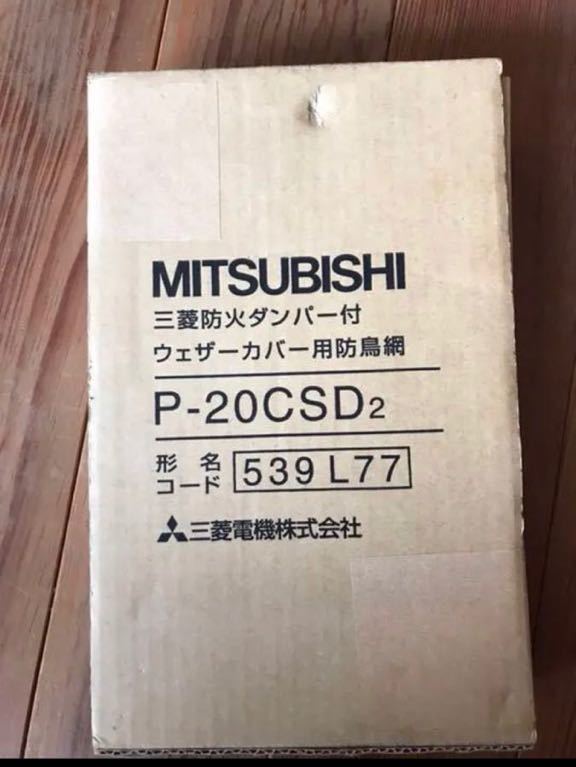 MITSUBISHI
三菱防火ダンパー付
ウェザーカバー用防鳥網
P-20CSD2
形名
コード 539 L77
三菱電機株式会社